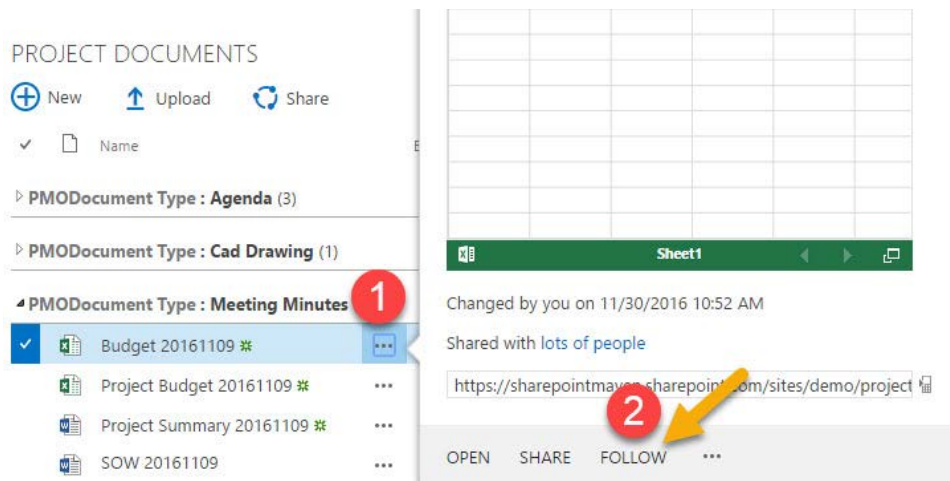 PROJECT DOCUMENTS
New Upload Share
Name
PMODocument Type : Agenda (3)
PMODocument Type : Cad Drawing (1)
PMODocument Type : Meeting Minutes
1
Budget 20161109
Project Budget 20161109
Project Summary 20161109
SOW 20161109
Sheet1
Changed by you on 11/30/2016 10:52 AM
Shared with lots of people
https://sharepointmaven.sharepoint.com/sites/demo/project
2
OPEN SHARE FOLLOW ...